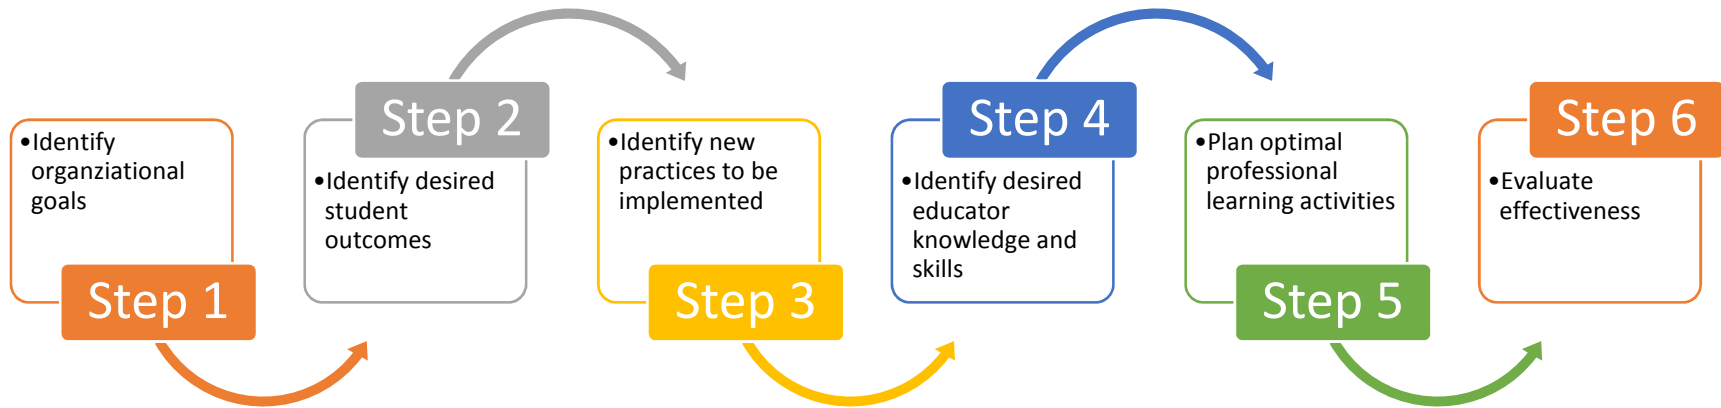 •Identify
organziational
goals
Step 1
Step 2
•Identify desired
student
outcomes
•Identify new
practices to be
implemented
Step 3
Step 4
•Identify desired
educator
knowledge and
skills
•Plan optimal
professional
learning activities
Step 5
Step 6
•Evaluate
effectiveness